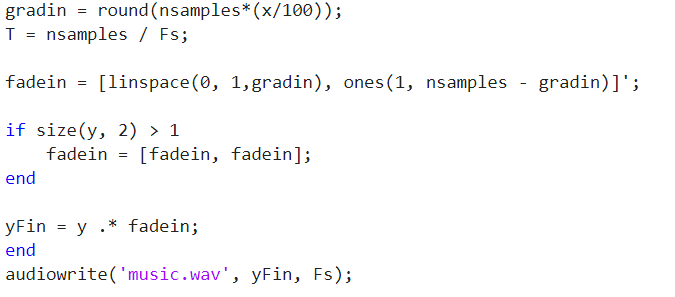 gradin = round(nsamples*(x/100));
T = nsamples / Fs;
fadein = [linspace(0, 1,gradin), ones(1, nsamples - gradin)]';
if size(y, 2) > 1
    fadein = [fadein, fadein];
end
yFin = y .* fadein;
end
audiowrite('music.wav', yFin, Fs);